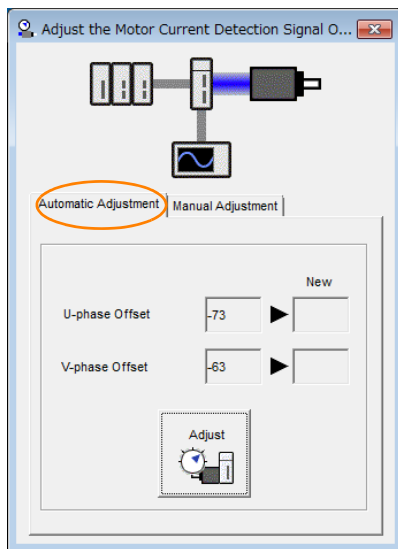 Adjust the Motor Current Detection Signal O...
Automatic Adjustment
Manual Adjustment
New
U-phase Offset
-73
V-phase Offset
-63
Adjust